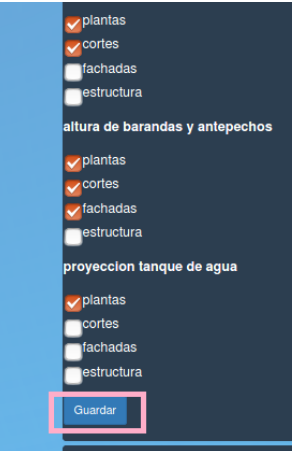 plantas
cortes
fachadas
estructura
altura de barandas y antepechos
plantas
cortes
fachadas
estructura
proyeccion tanque de agua
plantas
cortes
fachadas
estructura
Guardar